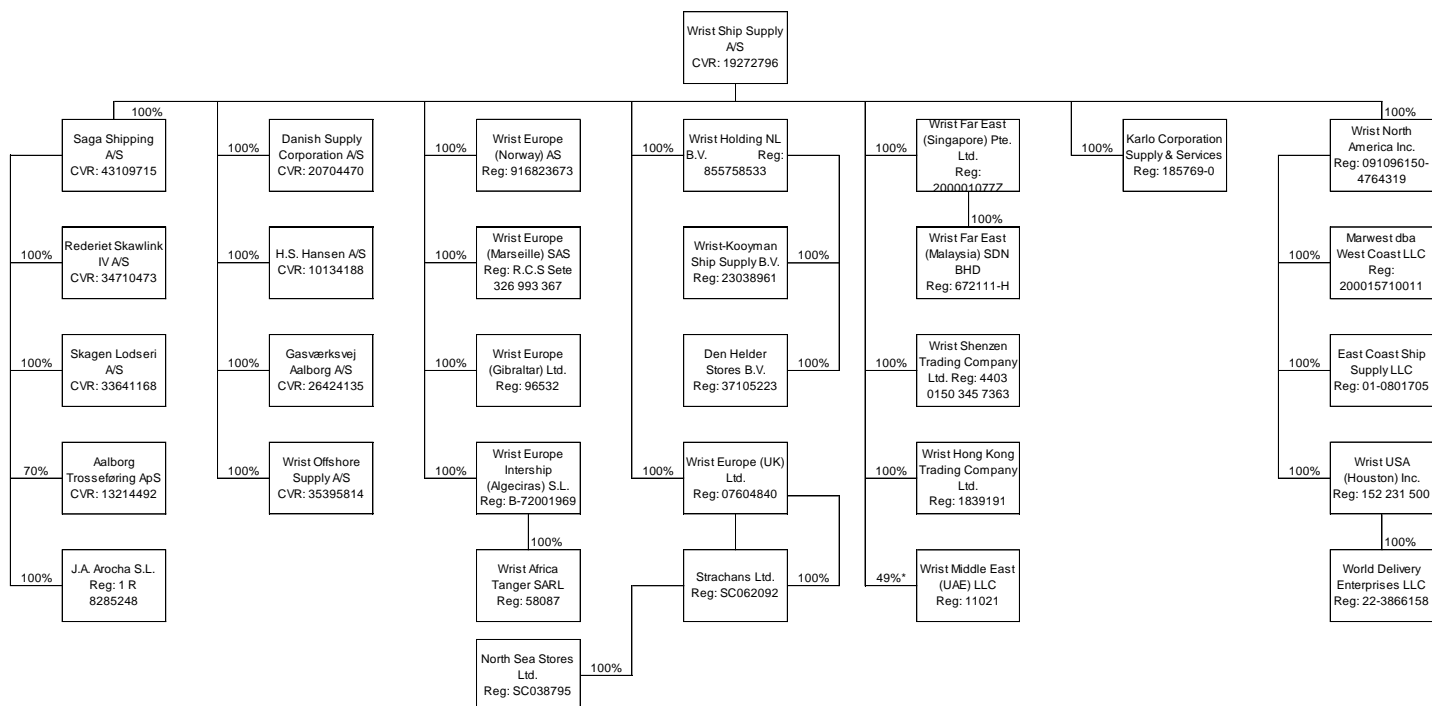 Wrist Ship Supply
A/S
CVR: 19272796
100%
Saga Shipping
A/S
CVR: 43109715
100%
Danish Supply
Corporation A/S
CVR: 20704470
100%
Wrist Europe
(Norway) AS
Reg: 916823673
100%
Wrist Holding NL
B.V. Reg:
855758533
100%
Wrist Far East
(Singapore) Pte.
Ltd.
Reg:
200001077Z
100%
Karlo Corporation
Supply & Services
Reg: 185769-0
100%
Wrist North
America Inc.
Reg: 091096150-
4764319
100%
Rederiet Skawlink
IV A/S
CVR: 34710473
100%
H.S. Hansen A/S
CVR: 10134188
100%
Wrist Europe
(Marseille) SAS
Reg: R.C.S Sete
326 993 367
Wrist-Kooyman
Ship Supply B.V.
Reg: 23038961
100%
100%
Wrist Far East
(Malaysia) SDN
BHD
Reg: 672111-H
100%
Marwest dba
West Coast LLC
Reg:
200015710011
100%
Skagen Lodseri
A/S
CVR: 33641168
100%
Gasværksvej
Aalborg A/S
CVR: 26424135
100%
Wrist Europe
(Gibraltar) Ltd.
Reg: 96532
Den Helder
Stores B.V.
Reg: 37105223
100%
100%
Wrist Shenzen
Trading Company
Ltd. Reg: 4403
0150 345 7363
100%
East Coast Ship
Supply LLC
Reg: 01-0801705
70%
Aalborg
Trosseføring ApS
CVR: 13214492
100%
Wrist Offshore
Supply A/S
CVR: 35395814
100%
Wrist Europe
Intership
(Algeciras) S.L.
Reg: B-72001969
100%
Wrist Europe (UK)
Ltd.
Reg: 07604840
100%
Wrist Hong Kong
Trading Company
Ltd.
Reg: 1839191
100%
Wrist USA
(Houston) Inc.
Reg: 152 231 500
100%
J.A. Arocha S.L.
Reg: 1 R
8285248
100%
Wrist Africa
Tanger SARL
Reg: 58087
Strachans Ltd.
Reg: SC062092
100%
49%*
Wrist Middle East
(UAE) LLC
Reg: 11021
100%
World Delivery
Enterprises LLC
Reg: 22-3866158
North Sea Stores
Ltd.
Reg: SC038795
100%